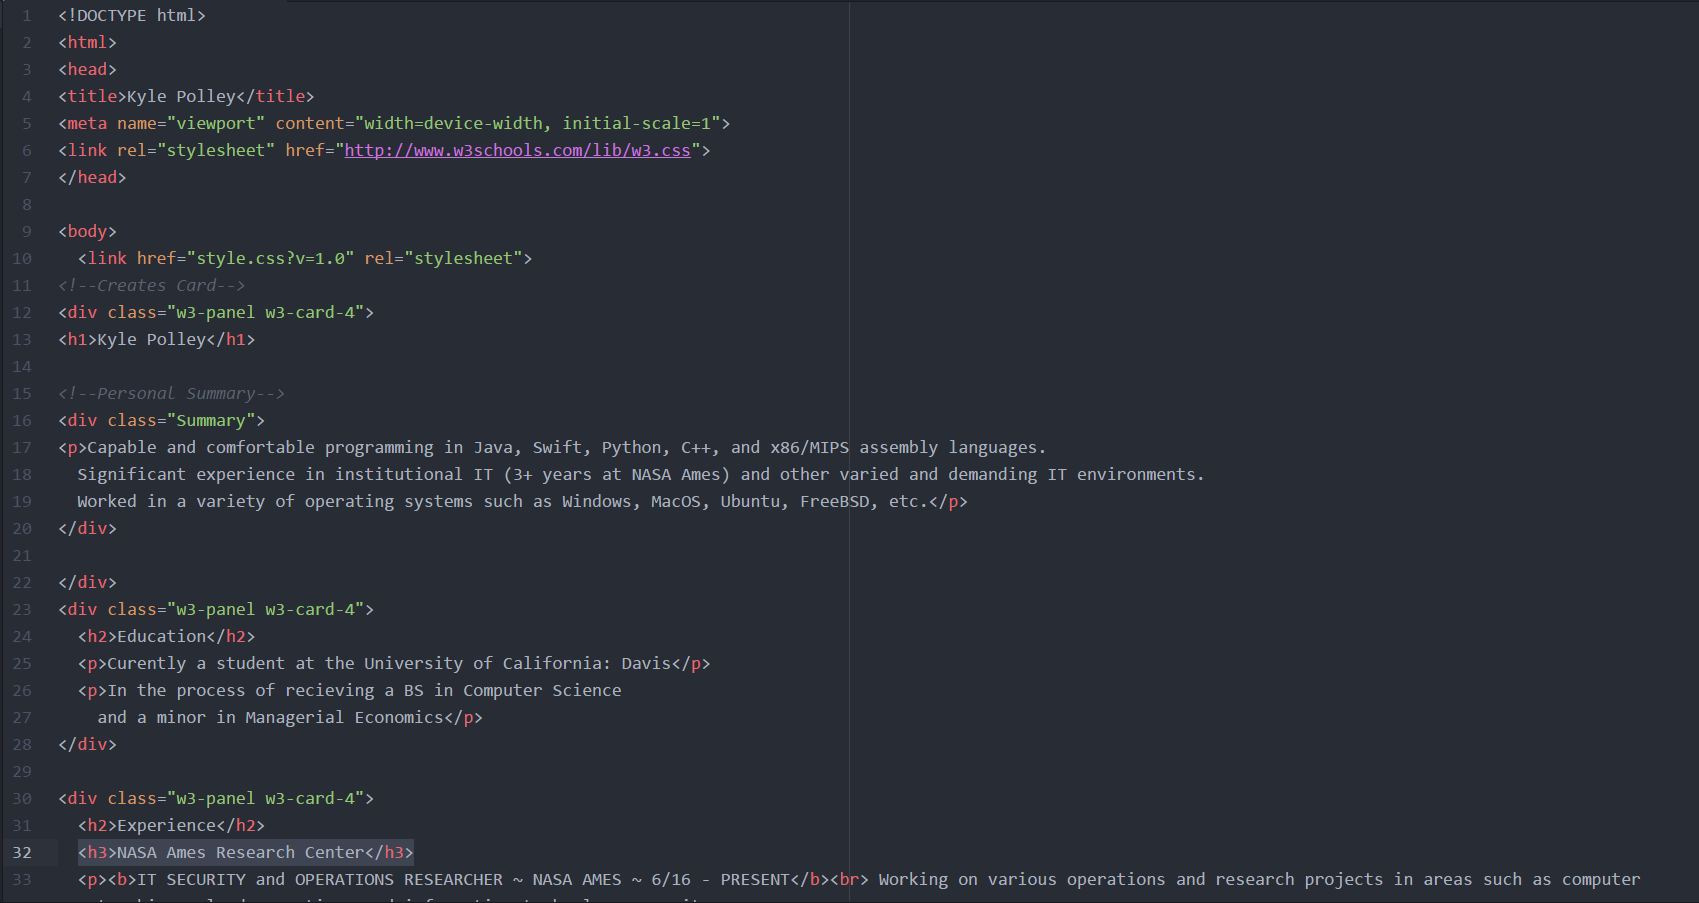 1 <!DOCTYPE html>
2 <html>
3 <head>
4 <title>Kyle Polley</title>
5 <meta name="viewport" content="width=device-width, initial-scale=1">
6 <link rel="stylesheet" href="http://www.w3schools.com/lib/w3.css">
7 </head>
8
9 <body>
10   <link href="style.css?v=1.0" rel="stylesheet">
11 <!--Creates Card-->
12 <div class="w3-panel w3-card-4">
13 <h1>Kyle Polley</h1>
14
15 <!--Personal Summary-->
16 <div class="Summary">
17 <p>Capable and comfortable programming in Java, Swift, Python, C++, and x86/MIPS assembly languages.
18   Significant experience in institutional IT (3+ years at NASA Ames) and other varied and demanding IT environments.
19   Worked in a variety of operating systems such as Windows, MacOS, Ubuntu, FreeBSD, etc.</p>
20 </div>
21
22 </div>
23 <div class="w3-panel w3-card-4">
24   <h2>Education</h2>
25   <p>Curently a student at the University of California: Davis</p>
26   <p>In the process of recieving a BS in Computer Science
27     and a minor in Managerial Economics</p>
28 </div>
29
30 <div class="w3-panel w3-card-4">
31   <h2>Experience</h2>
32   <h3>NASA Ames Research Center</h3>
33   <p><b>IT SECURITY and OPERATIONS RESEARCHER ~ NASA AMES ~ 6/16 - PRESENT</b><br> Working on various operations and research projects in areas such as computer